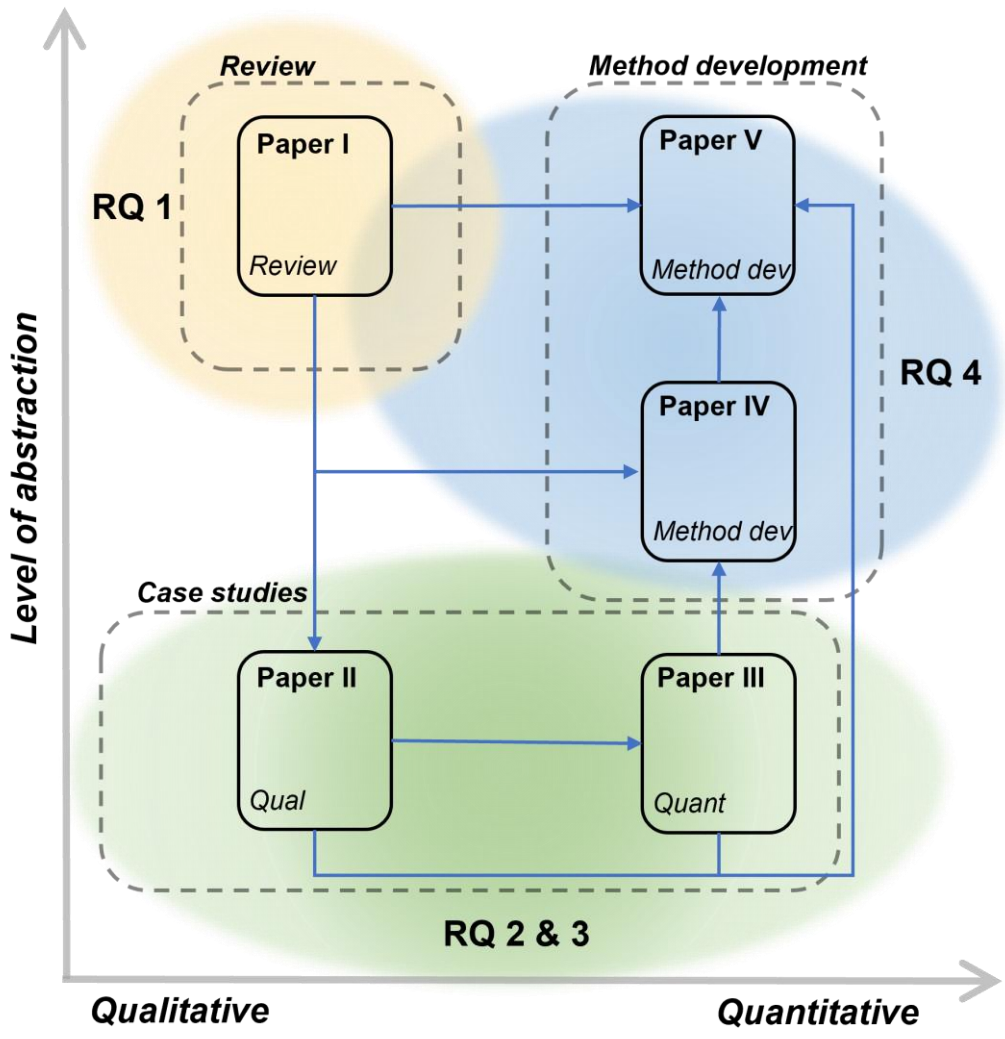 Review
Method development
Paper I
Paper V
RQ 1
Review
Method dev
Level of abstraction
RQ 4
Paper IV
Method dev
Case studies
Paper II
Paper III
Qual
Quant
RQ 2 & 3
Qualitative
Quantitative